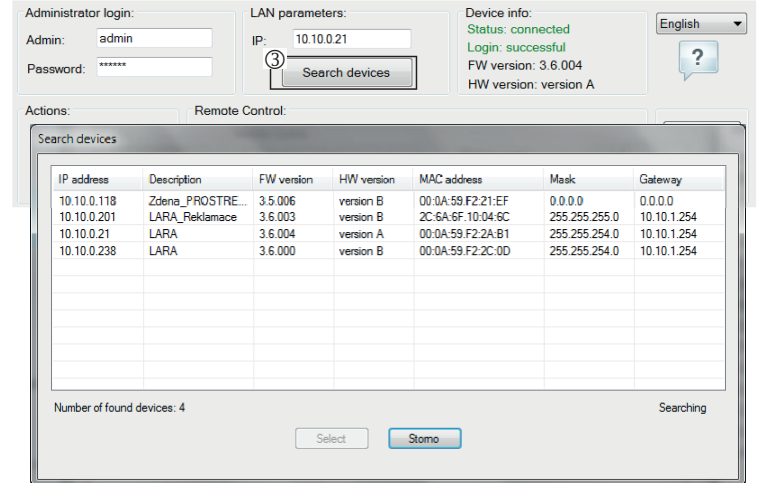 Administrator login:
LAN parameters:
Device info:
Admin: admin
IP: 10.10.0.21
Status: connected
English
Login: successful
Password: ******
③
Search devices
FW version: 3.6.004
?
HW version: version A
Actions:
Remote Control:
Search devices
IP address Description FW version HW version MAC address Mask Gateway
10.10.0.118 Zdena_PROSTRE... 3.5.006 version B 00:0A:59:F2:21:EF 0.0.0.0 0.0.0.0
10.10.0.201 LARA_Reklamace 3.6.003 version B 2C:6A:6F:10:04:6C 255.255.255.0 10.10.1.254
10.10.0.21 LARA 3.6.004 version A 00:0A:59:F2:2A:B1 255.255.254.0 10.10.1.254
10.10.0.238 LARA 3.6.000 version B 00:0A:59:F2:2C:0D 255.255.254.0 10.10.1.254
Number of found devices: 4
Searching
Select
Storno